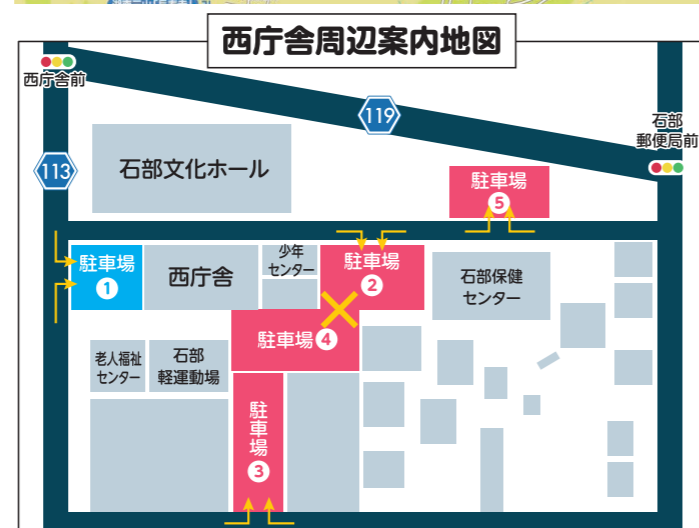 西庁舎周辺案内地図
西庁舎前
119
石部
郵便局前
113
石部文化ホール
駐車場
5
駐車場
1
西庁舎
少年
センター
駐車場
2
石部保健
センター
駐車場4
老人福祉
センター
石部
軽運動場
駐車場
3